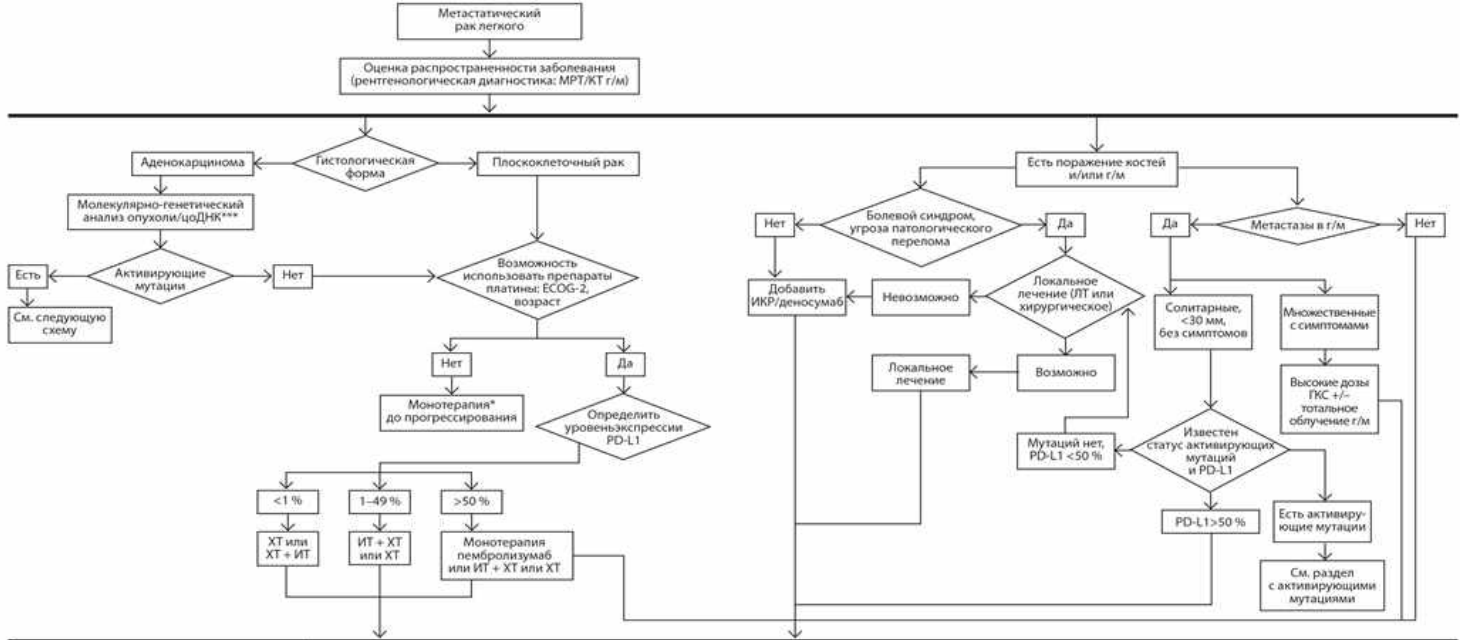 Метастатический
рак легкого
Оценка распространенности заболевания
(рентгенологическая диагностика: МРТ/КТ г/м)
Аденокарцинома
Гистологическая
форма
Плоскоклеточный рак
Молекулярно-генетический
анализ опухоли/цоДНК***
Есть
Активирующие
мутации
Нет
Возможность
использовать препараты
платины: ECOG-2,
возраст
См. следующую
схему
Нет
Да
Монотерапия*
до прогрессирования
Определить
уровеньэкспрессии
PD-L1
<1 %
1–49 %
>50 %
ХТ или
ХТ + ИТ
ИТ + ХТ
или ХТ
Монотерапия
пембролизумаб
или ИТ + ХТ или ХТ
Есть поражение костей
и/или г/м
Нет
Болевой синдром,
угроза патологического
перелома
Да
Да
Метастазы в г/м
Нет
Добавить
ИКР/деносумаб
Невозможно
Локальное
лечение (ЛТ или
хирургическое)
Солитарные,
<30 мм,
без симптомов
Множественные
с симптомами
Локальное
лечение
Возможно
Высокие дозы
ГКС +/–
тотальное
облучение г/м
Мутаций нет,
PD-L1 <50 %
Известен
статус активирующих
мутаций
и PD-L1
PD-L1>50 %
Есть активиру-
ющие мутации
См. раздел
с активирующими
мутациями